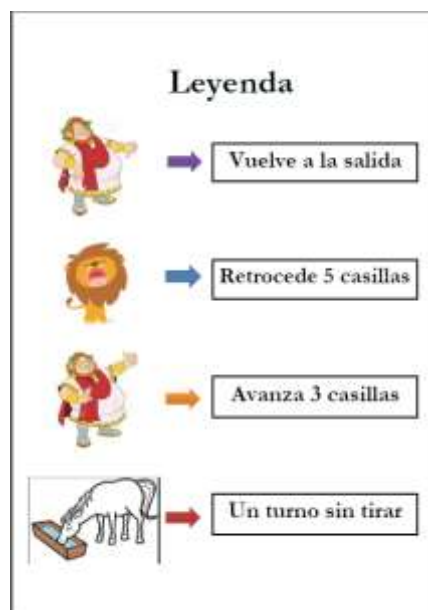 Leyenda
Vuelve a la salida
Retrocede 5 casillas
Avanza 3 casillas
Un turno sin tirar